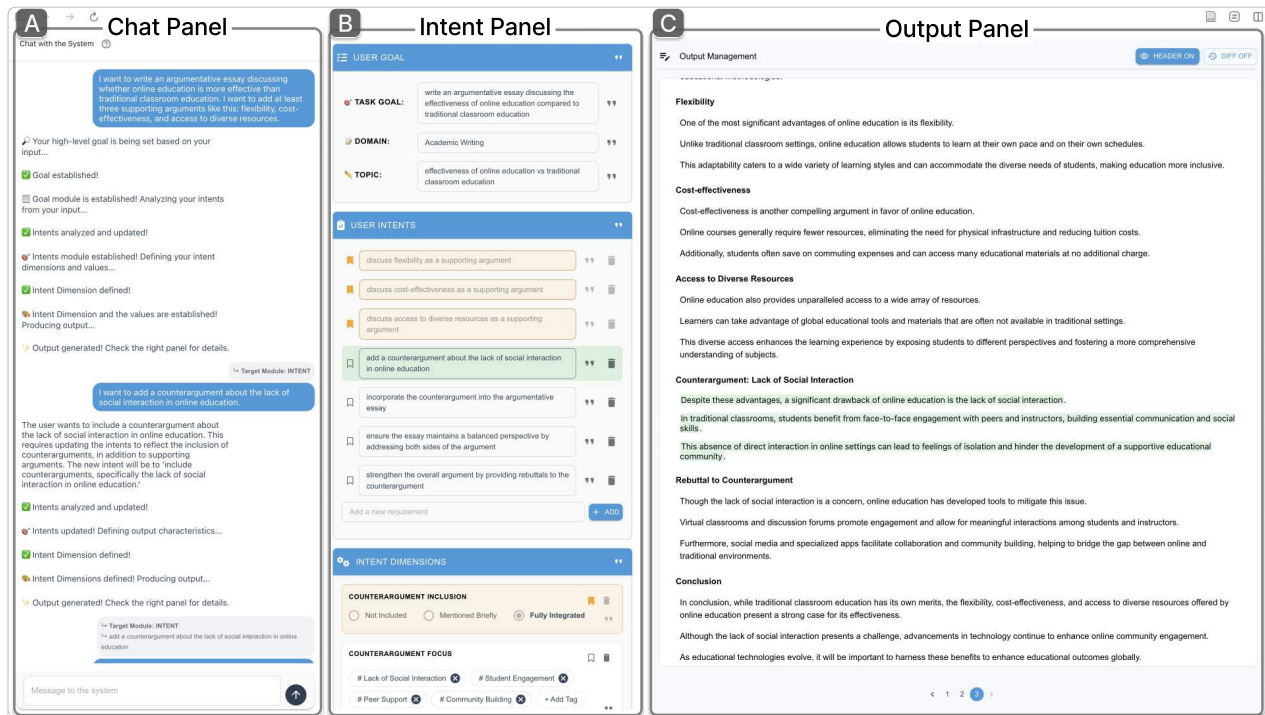 A
Chat Panel
Chat with the System
I want to write an argumentative essay discussing
whether online education is more effective than
traditional classroom education. I want to add at least
three supporting arguments like this: flexibility, cost-
effectiveness, and access to diverse resources.
Your high-level goal is being set based on your
input...
Goal established!
Goal module is established! Analyzing your intents
from your input...
Intents analyzed and updated!
Intents module established! Defining your intent
dimensions and values...
Intent Dimension defined!
Intent Dimension and the values are established!
Producing output...
Output generated! Check the right panel for details.
↳ Target Module: INTENT
I want to add a counterargument about the lack of
social interaction in online education.
The user wants to include a counterargument about
the lack of social interaction in online education. This
requires updating the intents to reflect the inclusion of
counterarguments, in addition to supporting
arguments. The new intent will be to 'include
counterarguments, specifically the lack of social
interaction in online education.'
Intents analyzed and updated!
Intents updated! Defining output characteristics...
Intent Dimension defined!
Intent Dimensions defined! Producing output...
Output generated! Check the right panel for details.
↳ Target Module: INTENT
↳ add a counterargument about the lack of social interaction in online
education
Message to the system
B
Intent Panel
USER GOAL
TASK GOAL:
write an argumentative essay discussing the
effectiveness of online education compared to
traditional classroom education
DOMAIN:
Academic Writing
TOPIC:
effectiveness of online education vs traditional
classroom education
USER INTENTS
discuss flexibility as a supporting argument
discuss cost-effectiveness as a supporting argument
discuss access to diverse resources as a supporting
argument
add a counterargument about the lack of social interaction
in online education
incorporate the counterargument into the argumentative
essay
ensure the essay maintains a balanced perspective by
addressing both sides of the argument
strengthen the overall argument by providing rebuttals to the
counterargument
Add a new requirement
+ ADD
INTENT DIMENSIONS
COUNTERARGUMENT INCLUSION
Not Included Mentioned Briefly Fully Integrated
COUNTERARGUMENT FOCUS
# Lack of Social Interaction # Student Engagement
# Peer Support # Community Building + Add Tag
C
Output Panel
Output Management
HEADER ON
DIFF OFF
Flexibility
One of the most significant advantages of online education is its flexibility.
Unlike traditional classroom settings, online education allows students to learn at their own pace and on their own schedules.
This adaptability caters to a wide variety of learning styles and can accommodate the diverse needs of students, making education more inclusive.
Cost-effectiveness
Cost-effectiveness is another compelling argument in favor of online education.
Online courses generally require fewer resources, eliminating the need for physical infrastructure and reducing tuition costs.
Additionally, students often save on commuting expenses and can access many educational materials at no additional charge.
Access to Diverse Resources
Online education also provides unparalleled access to a wide array of resources.
Learners can take advantage of global educational tools and materials that are often not available in traditional settings.
This diverse access enhances the learning experience by exposing students to different perspectives and fostering a more comprehensive
understanding of subjects.
Counterargument: Lack of Social Interaction
Despite these advantages, a significant drawback of online education is the lack of social interaction.
In traditional classrooms, students benefit from face-to-face engagement with peers and instructors, building essential communication and social
skills.
This absence of direct interaction in online settings can lead to feelings of isolation and hinder the development of a supportive educational
community.
Rebuttal to Counterargument
Though the lack of social interaction is a concern, online education has developed tools to mitigate this issue.
Virtual classrooms and discussion forums promote engagement and allow for meaningful interactions among students and instructors.
Furthermore, social media and specialized apps facilitate collaboration and community building, helping to bridge the gap between online and
traditional environments.
Conclusion
In conclusion, while traditional classroom education has its own merits, the flexibility, cost-effectiveness, and access to diverse resources offered by
online education present a strong case for its effectiveness.
Although the lack of social interaction presents a challenge, advancements in technology continue to enhance online community engagement.
As educational technologies evolve, it will be important to harness these benefits to enhance educational outcomes globally.
< 1 2 3 >